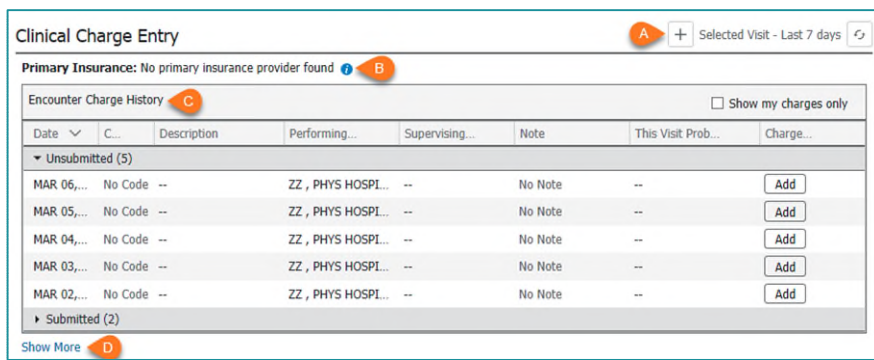 Clinical Charge Entry A + Selected Visit - Last 7 days
Primary Insurance: No primary insurance provider found i B
Encounter Charge History C Show my charges only
Date C... Description Performing... Supervising... Note This Visit Prob... Charge...
Unsubmitted (5)
MAR 06,... No Code -- ZZ , PHYS HOSPI... -- No Note -- Add
MAR 05,... No Code -- ZZ , PHYS HOSPI... -- No Note -- Add
MAR 04,... No Code -- ZZ , PHYS HOSPI... -- No Note -- Add
MAR 03,... No Code -- ZZ , PHYS HOSPI... -- No Note -- Add
MAR 02,... No Code -- ZZ , PHYS HOSPI... -- No Note -- Add
Submitted (2)
Show More D